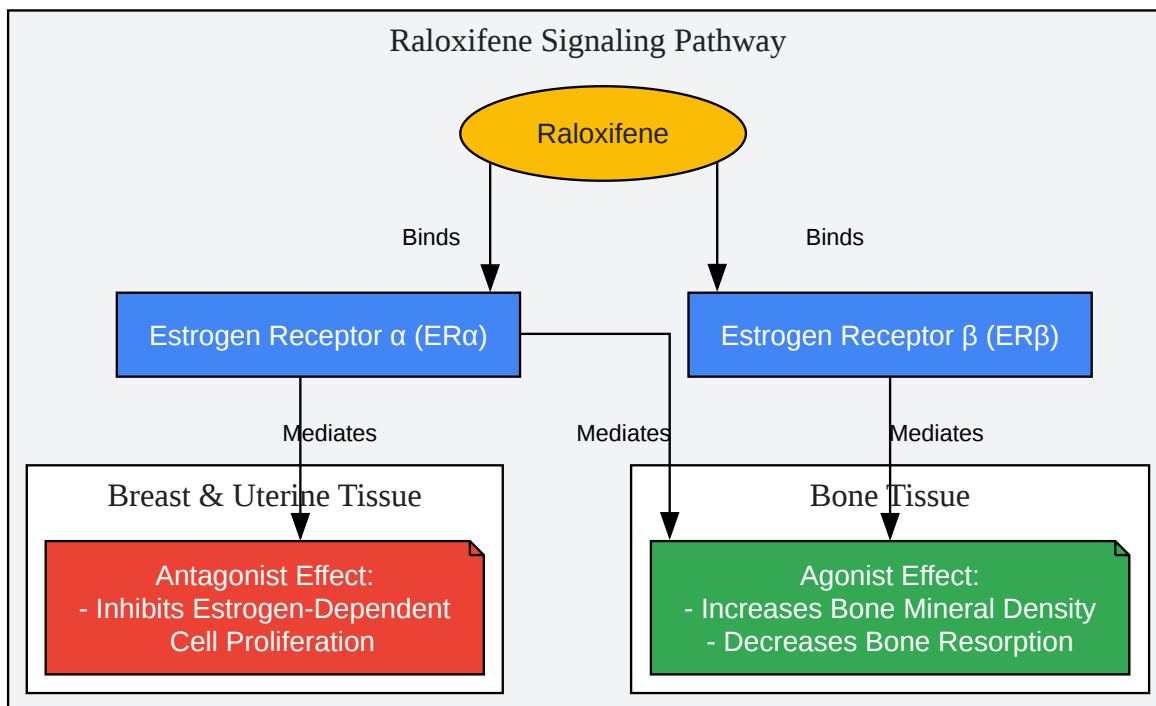 Raloxifene Signaling Pathway
Raloxifene
Binds
Binds
Estrogen Receptor α (ERα)
Estrogen Receptor β (ERβ)
Mediates
Mediates
Mediates
Breast & Uterine Tissue
Antagonist Effect:
- Inhibits Estrogen-Dependent
Cell Proliferation
Bone Tissue
Agonist Effect:
- Increases Bone Mineral Density
- Decreases Bone Resorption